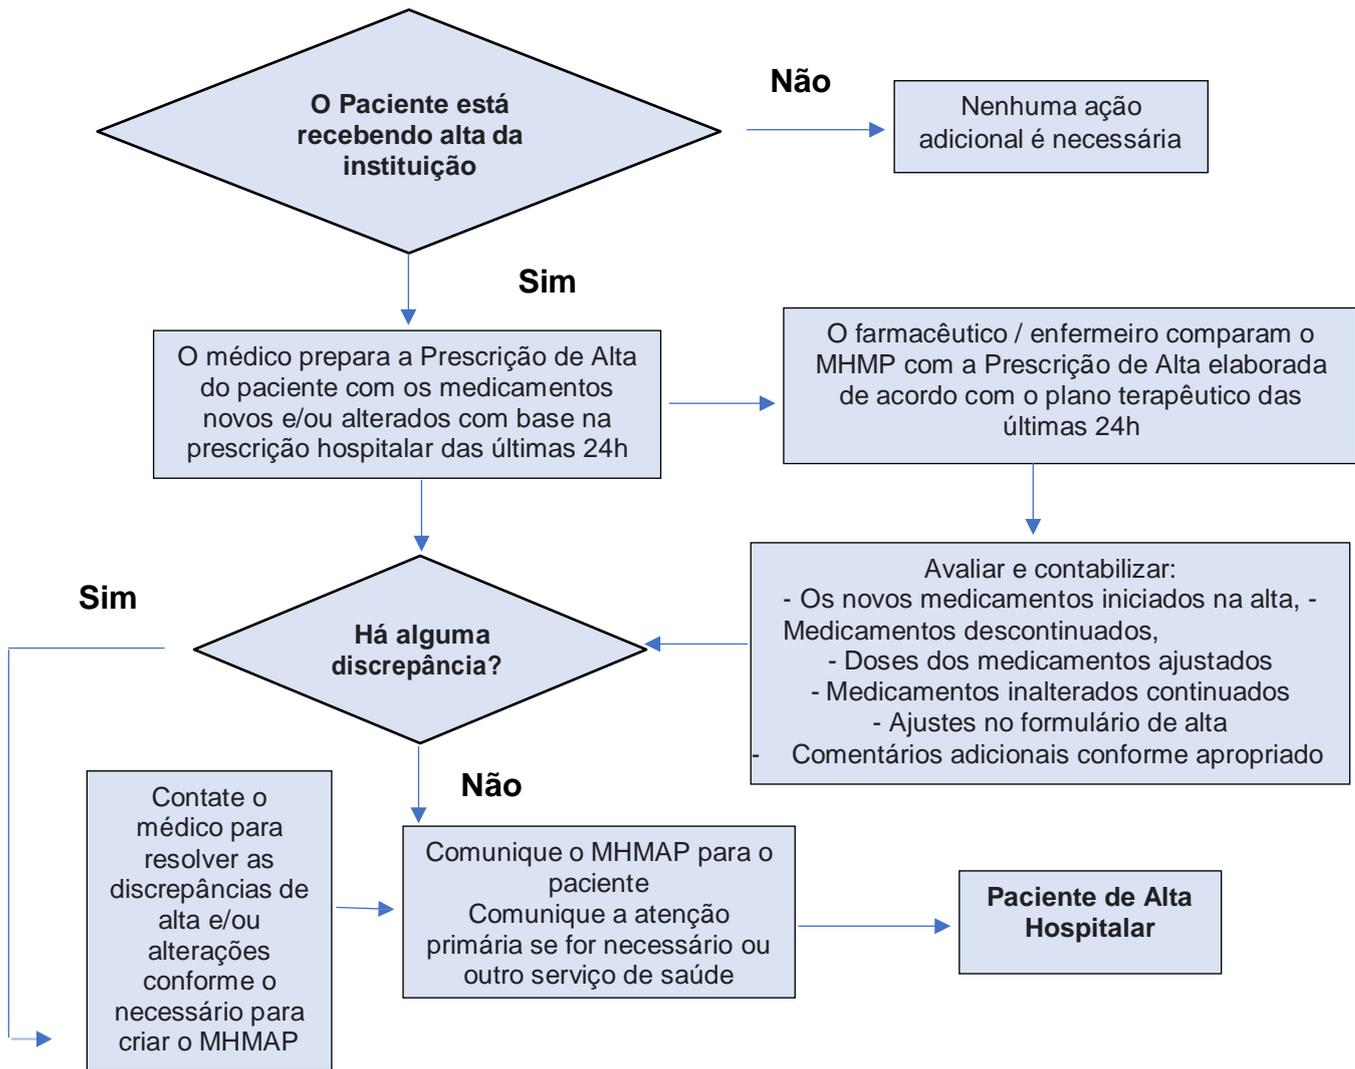 O Paciente está
recebendo alta da
instituição
Não
Nenhuma ação
adicional é necessária
Sim
O médico prepara a Prescrição de Alta
do paciente com os medicamentos
novos e/ou alterados com base na
prescrição hospitalar das últimas 24h
O farmacêutico / enfermeiro comparam o
MHMP com a Prescrição de Alta elaborada
de acordo com o plano terapêutico das
últimas 24h
Avaliar e contabilizar:
- Os novos medicamentos iniciados na alta, -
Medicamentos descontinuados,
- Doses dos medicamentos ajustados
- Medicamentos inalterados continuados
- Ajustes no formulário de alta
- Comentários adicionais conforme apropriado
Há alguma
discrepância?
Sim
Contate o
médico para
resolver as
discrepâncias de
alta e/ou
alterações
conforme o
necessário para
criar o MHMAP
Não
Comunique o MHMAP para o
paciente
Comunique a atenção
primária se for necessário ou
outro serviço de saúde
Paciente de Alta
Hospitalar